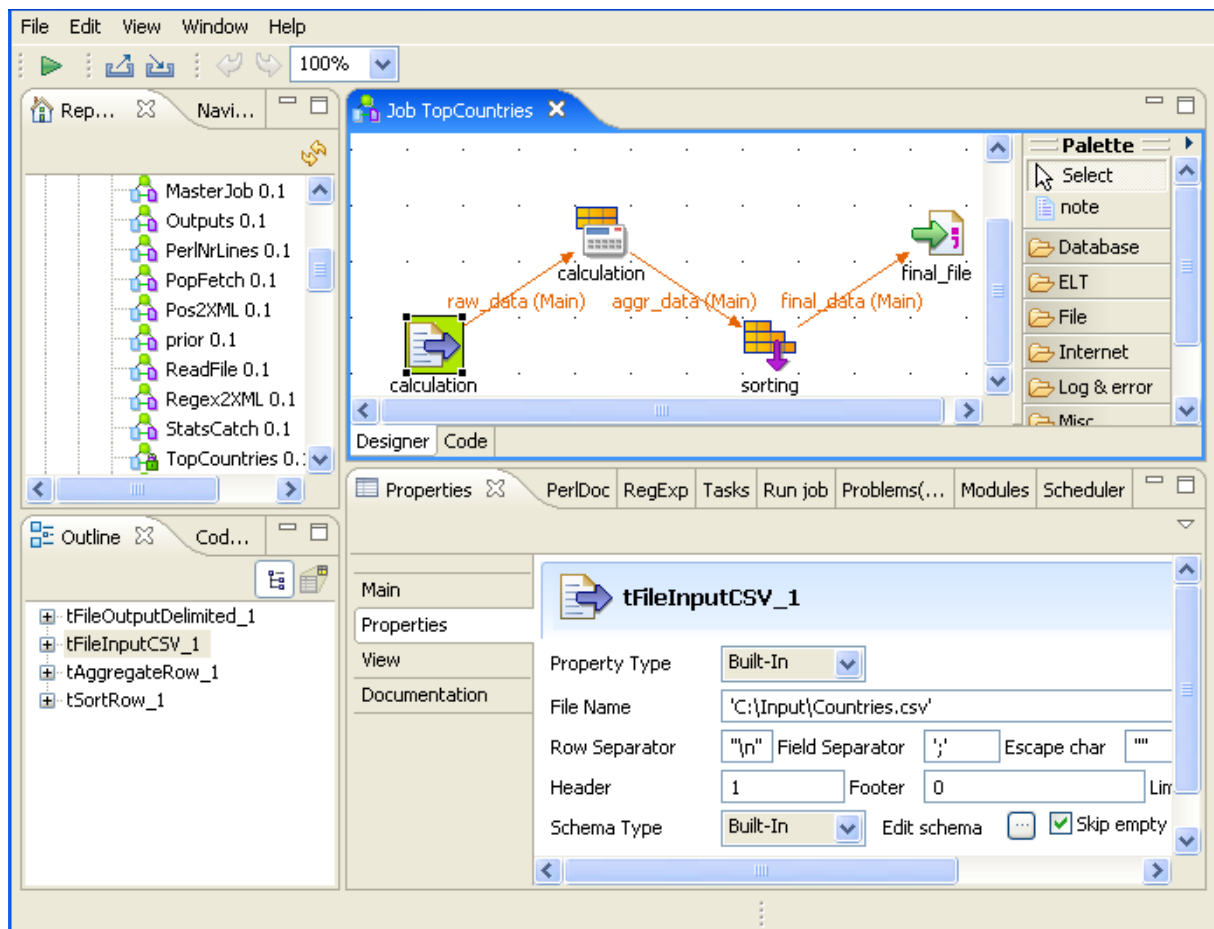 File Edit View Window Help
100%
Rep... Navi...
MasterJob 0.1
Outputs 0.1
PerlNrLines 0.1
PopFetch 0.1
Pos2XML 0.1
prior 0.1
ReadFile 0.1
Regex2XML 0.1
StatsCatch 0.1
TopCountries 0.
Outline Cod...
tFileOutputDelimited_1
tFileInputCSV_1
tAggregateRow_1
tSortRow_1
Job TopCountries
calculation
final_file
raw_data (Main) aggr_data (Main) final_data (Main)
calculation
sorting
Designer Code
Palette
Select
note
Database
ELT
File
Internet
Log & error
Misc
Properties PerlDoc RegExp Tasks Run job Problems(... Modules Scheduler
Main
Properties
View
Documentation
tFileInputCSV_1
Property Type Built-In
File Name 'C:\Input\Countries.csv'
Row Separator "\n" Field Separator ';' Escape char '"'
Header 1 Footer 0 Lim
Schema Type Built-In Edit schema ... Skip empty